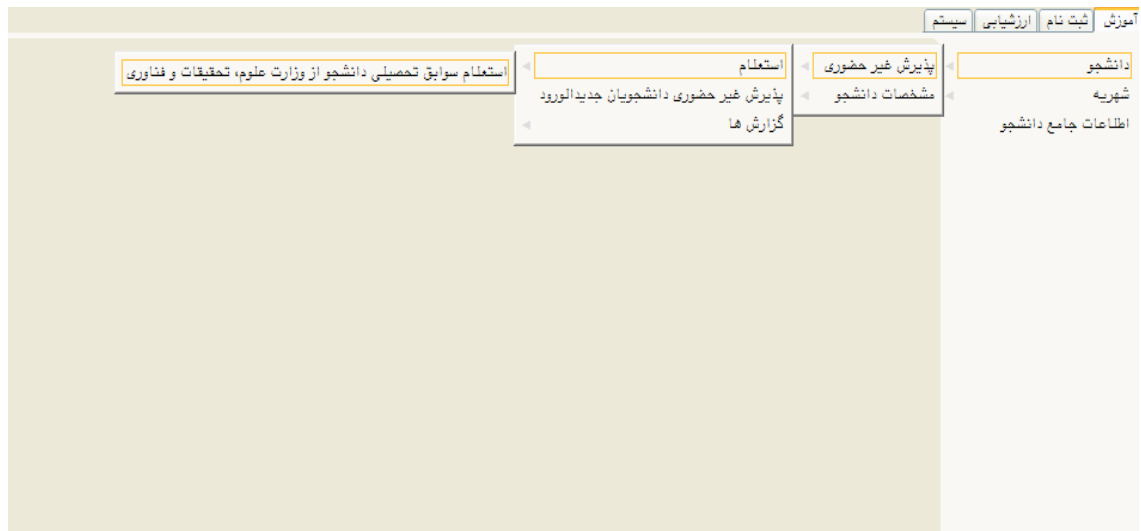 آموزش ثبت نام ارزشیابی سیستم
دانشجو
شهریه
اطلاعات جامع دانشجو
پذیرش غیر حضوری
مشخصات دانشجو
استعلام
پذیرش غیر حضوری دانشجویان جدیدالورود
گزارش ها
استعلام سوابق تحصیلی دانشجو از وزارت علوم، تحقیقات و فناوری